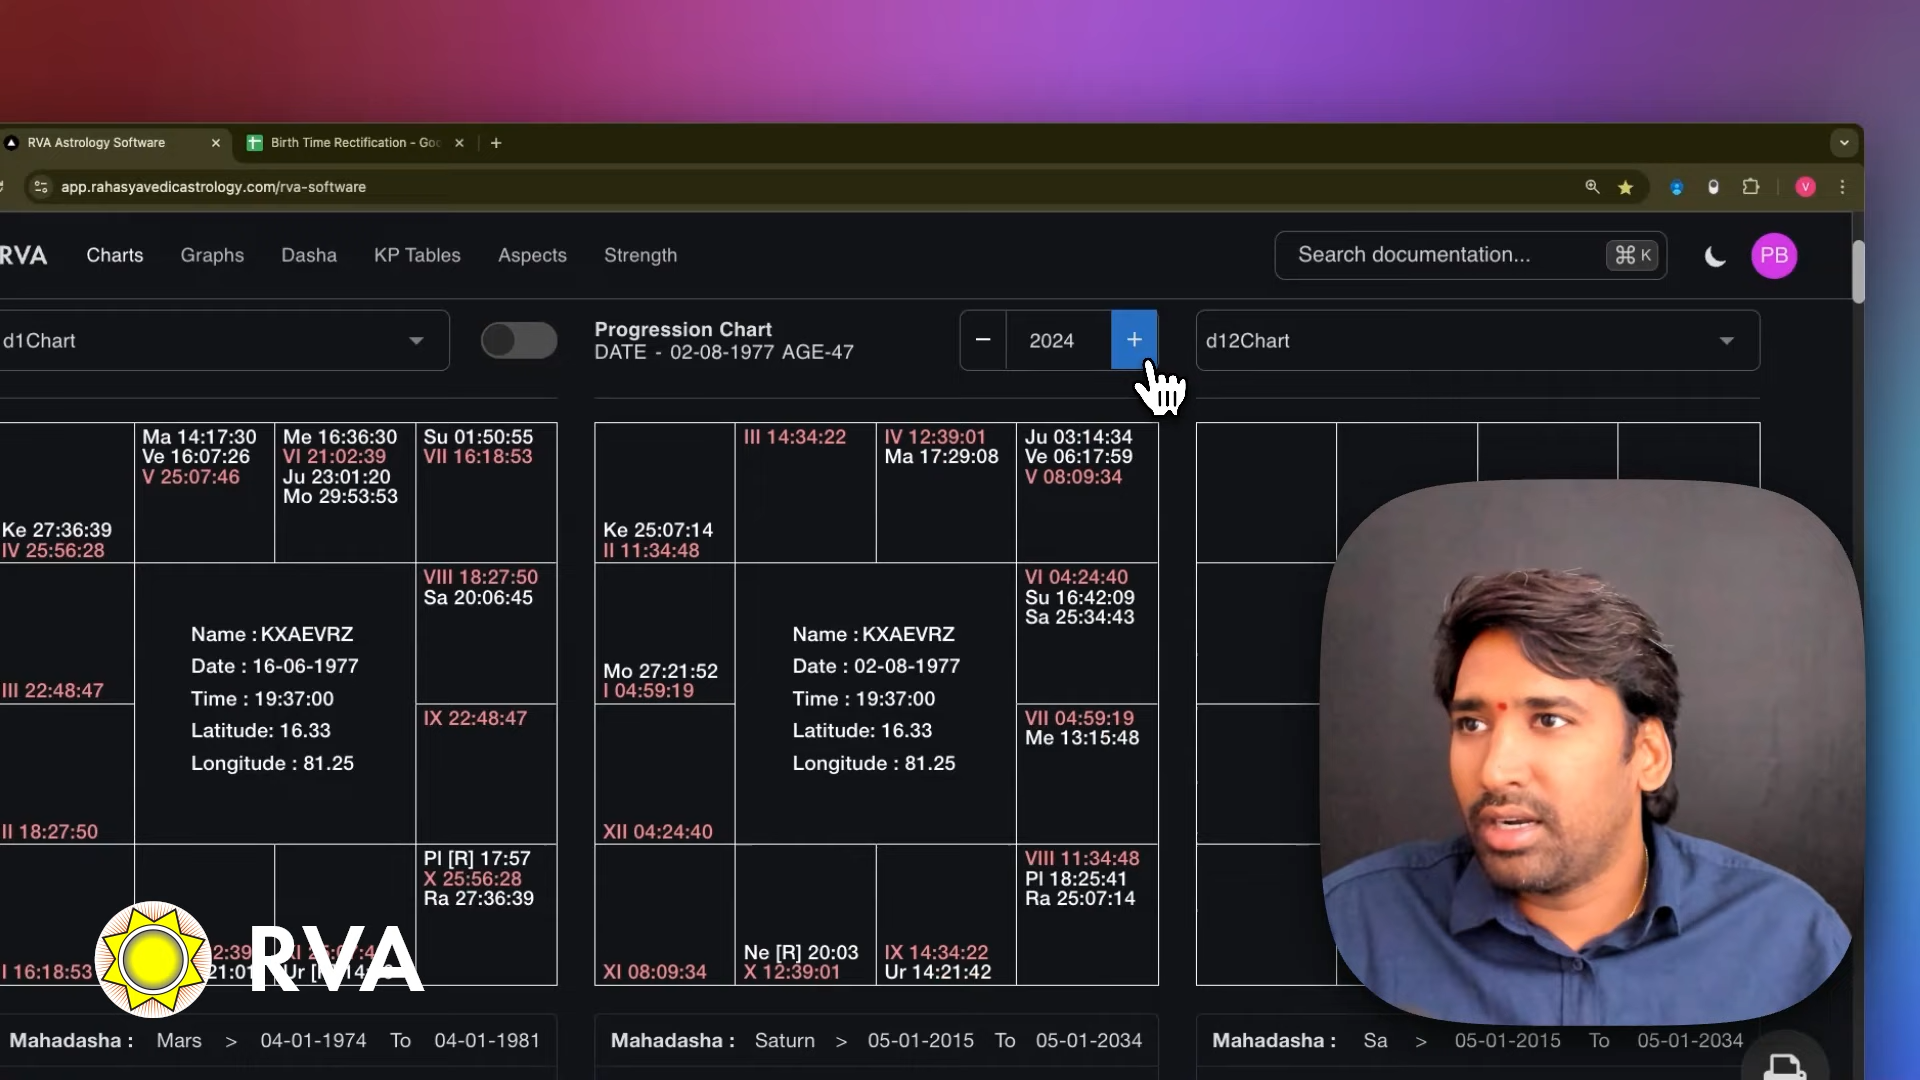 RVA Astrology Software
Birth Time Rectification - Goo
app.rahasyavedicastrology.com/rva-software
V
RVA
Charts
Graphs
Dasha
KP Tables
Aspects
Strength
Search documentation...
⌘ K
PB
d1Chart
Progression Chart
DATE - 02-08-1977 AGE-47
− 2024 +
d12Chart
Ma 14:17:30
Ve 16:07:26
V 25:07:46
Me 16:36:30
VI 21:02:39
Ju 23:01:20
Mo 29:53:53
Su 01:50:55
VII 16:18:53
Ke 27:36:39
IV 25:56:28
VIII 18:27:50
Sa 20:06:45
Name : KXAEVRZ
Date : 16-06-1977
Time : 19:37:00
Latitude: 16.33
Longitude : 81.25
III 22:48:47
IX 22:48:47
II 18:27:50
Pl [R] 17:57
X 25:56:28
Ra 27:36:39
I 16:18:53
III 14:34:22
IV 12:39:01
Ma 17:29:08
Ju 03:14:34
Ve 06:17:59
V 08:09:34
Ke 25:07:14
II 11:34:48
VI 04:24:40
Su 16:42:09
Sa 25:34:43
Name : KXAEVRZ
Date : 02-08-1977
Time : 19:37:00
Latitude: 16.33
Longitude : 81.25
Mo 27:21:52
I 04:59:19
VII 04:59:19
Me 13:15:48
XII 04:24:40
VIII 11:34:48
Pl 18:25:41
Ra 25:07:14
XI 08:09:34
Ne [R] 20:03
X 12:39:01
IX 14:34:22
Ur 14:21:42
RVA
Mahadasha : Mars > 04-01-1974 To 04-01-1981
Mahadasha : Saturn > 05-01-2015 To 05-01-2034
Mahadasha : Sa > 05-01-2015 To 05-01-2034